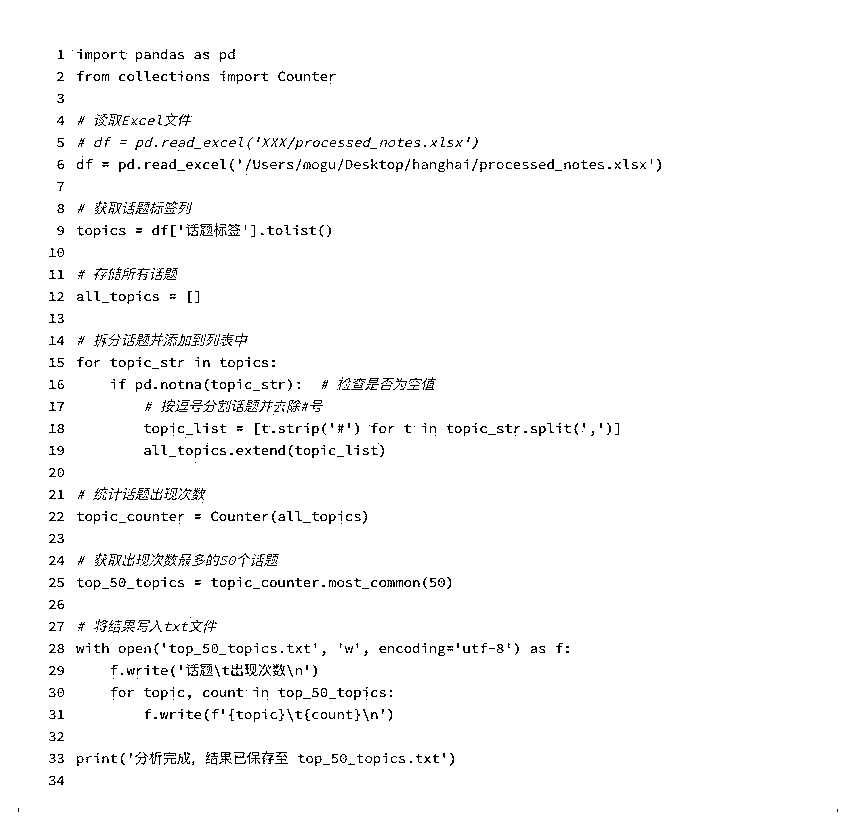 1 import pandas as pd
2 from collections import Counter
3
4 # 读取Excel文件
5 # df = pd.read_excel('XXX/processed_notes.xlsx')
6 df = pd.read_excel('/Users/mogu/Desktop/hanghai/processed_notes.xlsx')
7
8 # 获取话题标签列
9 topics = df['话题标签'].tolist()
10
11 # 存储所有话题
12 all_topics = []
13
14 # 拆分话题并添加到列表中
15 for topic_str in topics:
16     if pd.notna(topic_str):  # 检查是否为空值
17         # 按逗号分割话题并去除#号
18         topic_list = [t.strip('#') for t in topic_str.split(',')]
19         all_topics.extend(topic_list)
20
21 # 统计话题出现次数
22 topic_counter = Counter(all_topics)
23
24 # 获取出现次数最多的50个话题
25 top_50_topics = topic_counter.most_common(50)
26
27 # 将结果写入txt文件
28 with open('top_50_topics.txt', 'w', encoding='utf-8') as f:
29     f.write('话题\t出现次数\n')
30     for topic, count in top_50_topics:
31         f.write(f'{topic}\t{count}\n')
32
33 print('分析完成，结果已保存至 top_50_topics.txt')
34